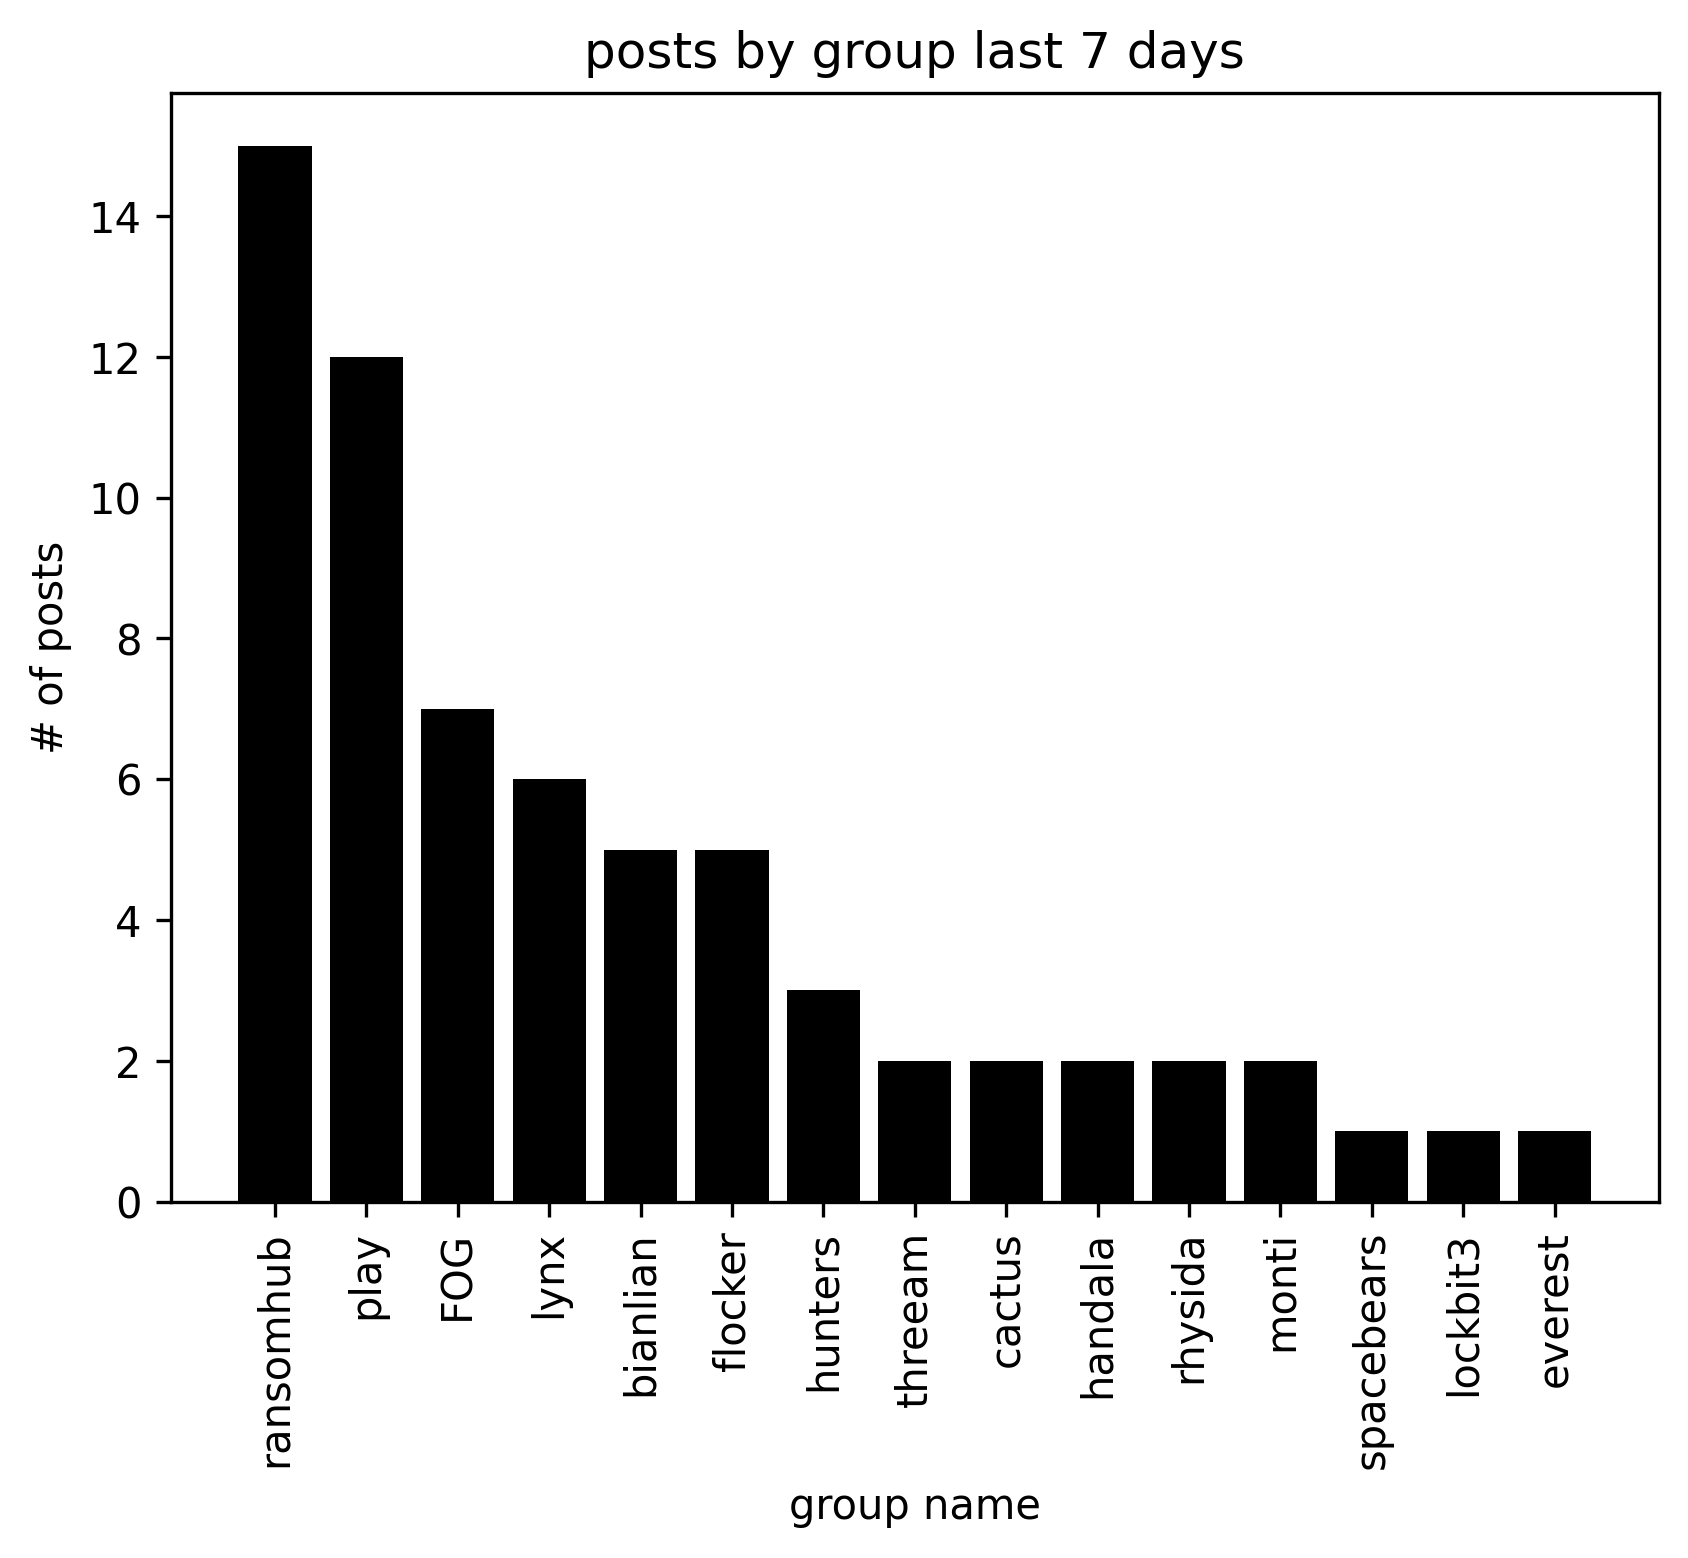 posts by group last 7 days
14
12
10
8
6
4
2
0
# of posts
ransomhub
play
FOG
lynx
bianlian
flocker
hunters
threeam
cactus
handala
rhysida
monti
spacebears
lockbit3
everest
group name